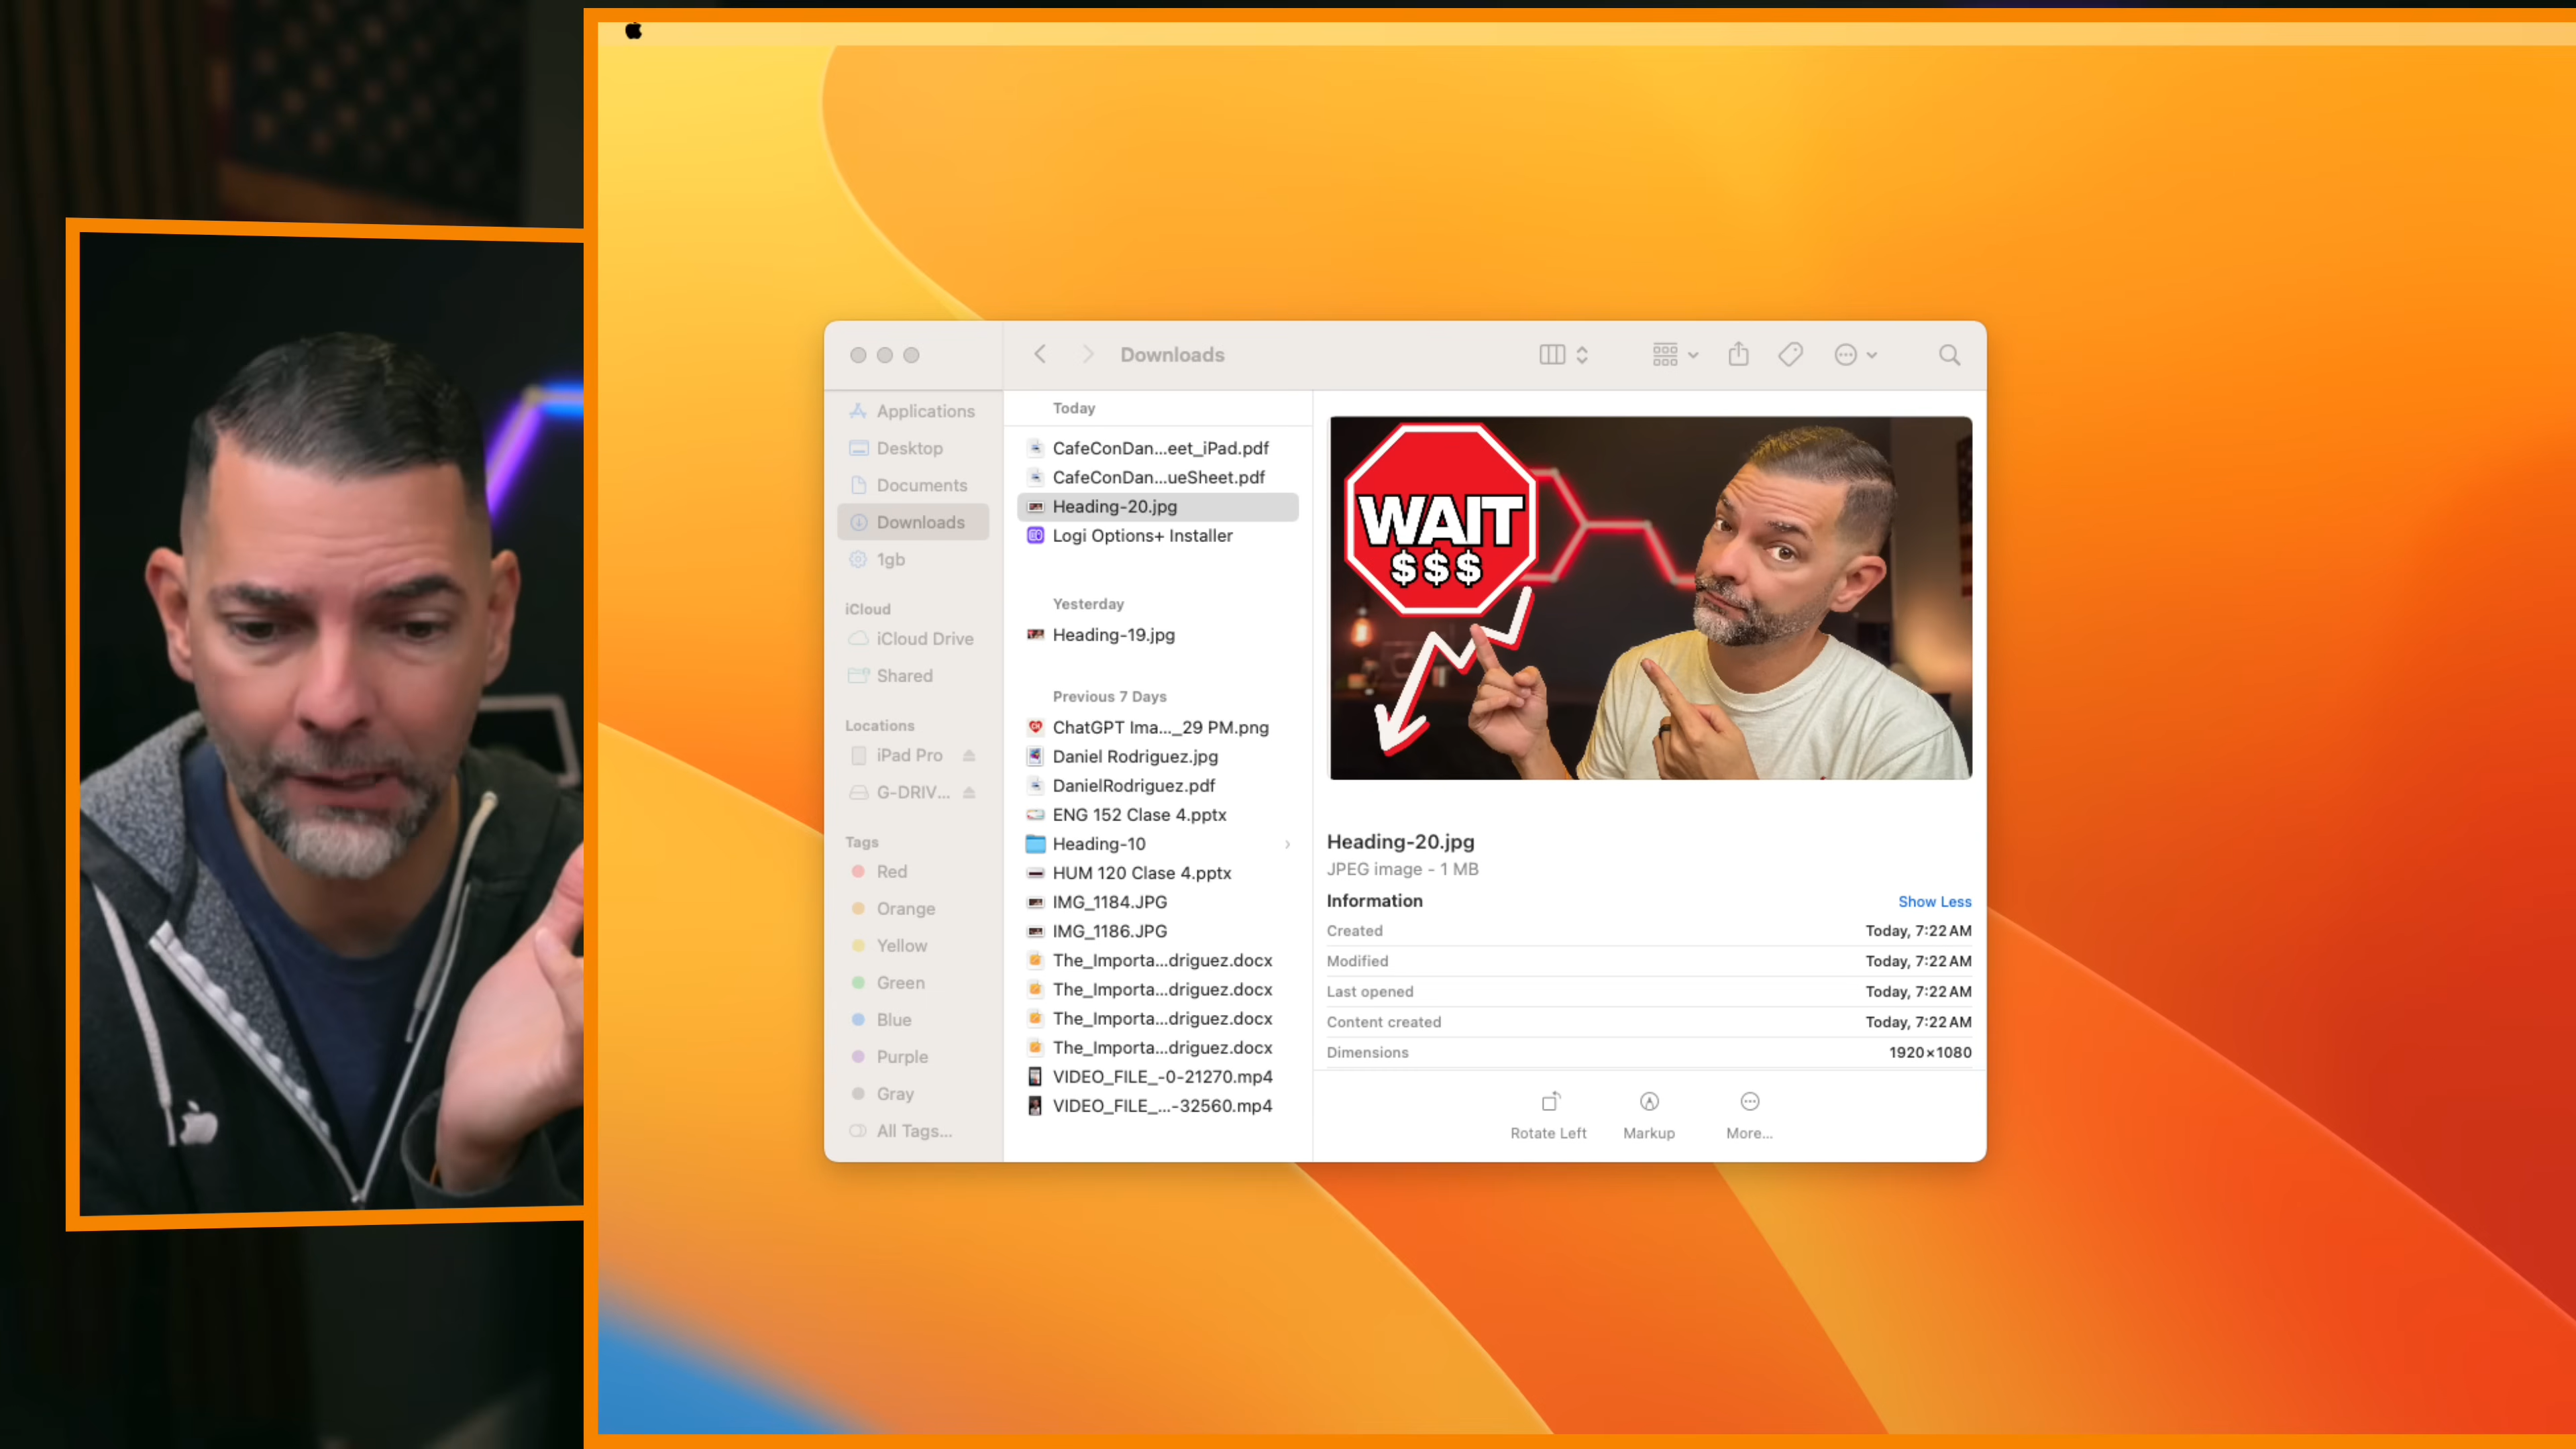 Downloads
Applications
Desktop
Documents
Downloads
1gb
iCloud
iCloud Drive
Shared
Locations
iPad Pro
G-DRIV...
Tags
Red
Orange
Yellow
Green
Blue
Purple
Gray
All Tags...
Today
CafeConDan...eet_iPad.pdf
CafeConDan...ueSheet.pdf
Heading-20.jpg
Logi Options+ Installer
Yesterday
Heading-19.jpg
Previous 7 Days
ChatGPT Ima..._29 PM.png
Daniel Rodriguez.jpg
DanielRodriguez.pdf
ENG 152 Clase 4.pptx
Heading-10
HUM 120 Clase 4.pptx
IMG_1184.JPG
IMG_1186.JPG
The_Importa...driguez.docx
The_Importa...driguez.docx
The_Importa...driguez.docx
The_Importa...driguez.docx
VIDEO_FILE_-0-21270.mp4
VIDEO_FILE_...-32560.mp4
WAIT
$$$
Heading-20.jpg
JPEG image - 1 MB
Information Show Less
Created Today, 7:22 AM
Modified Today, 7:22 AM
Last opened Today, 7:22 AM
Content created Today, 7:22 AM
Dimensions 1920×1080
Rotate Left Markup More...